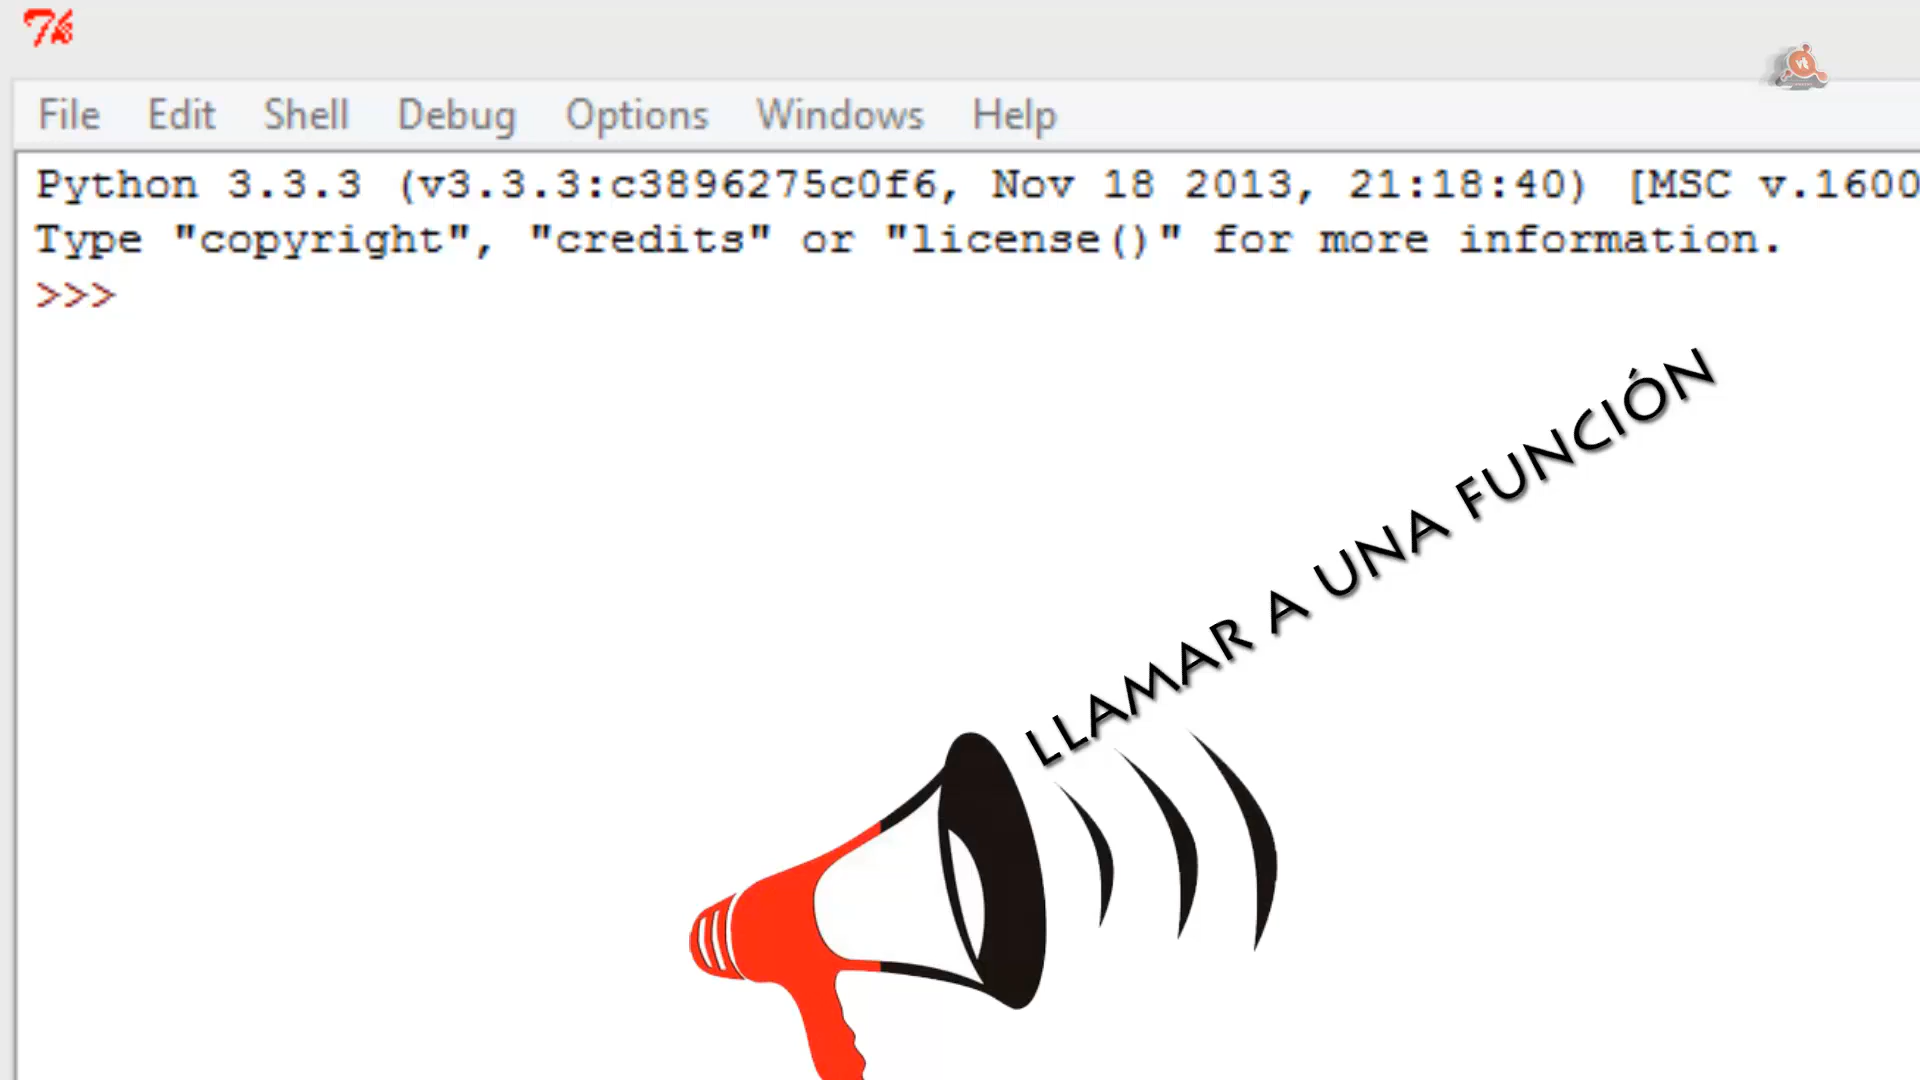 File Edit Shell Debug Options Windows Help
Python 3.3.3 (v3.3.3:c3896275c0f6, Nov 18 2013, 21:18:40) [MSC v.1600
Type "copyright", "credits" or "license()" for more information.
>>>
LLAMAR A UNA FUNCIÓN